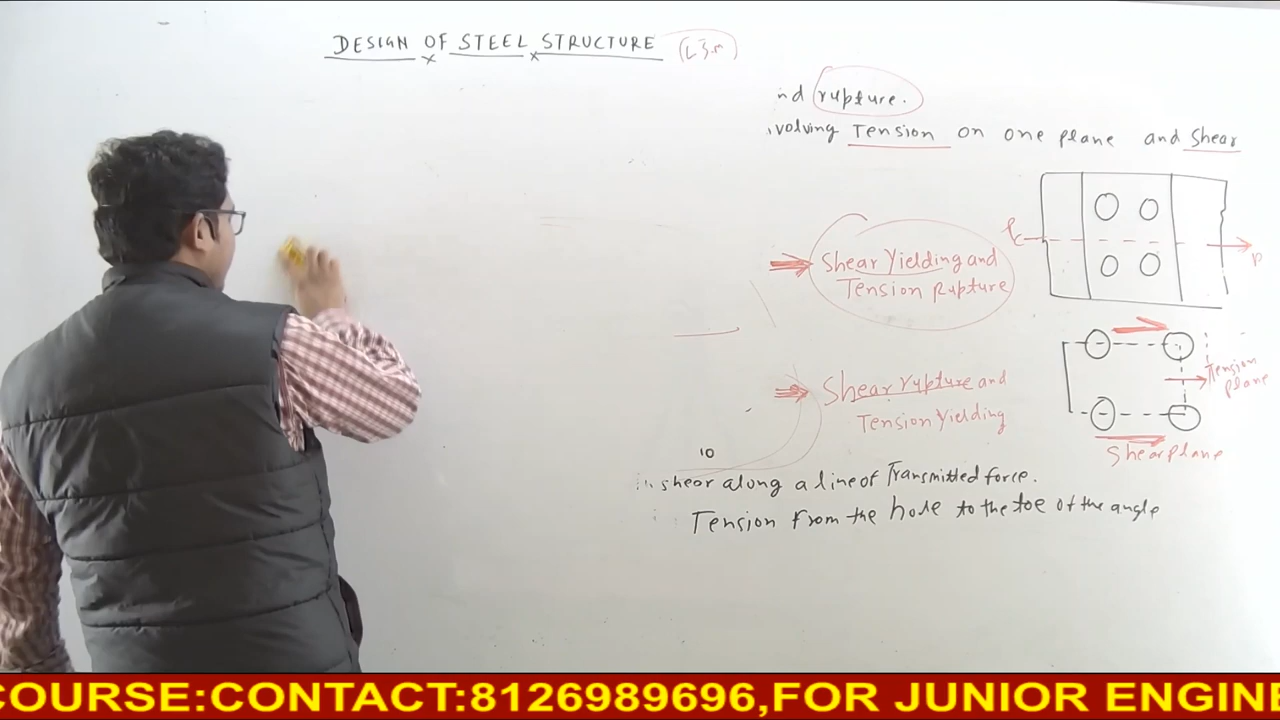 DESIGN OF STEEL STRUCTURE
nd rupture.
volving Tension on one plane and Shear
Shear Yielding and
Tension Rupture
P
Shear rupture and
Tension Yielding
Tension
plane
Shear plane
10
shear along a line of Transmitted force.
Tension from the hole to the toe of the angle
COURSE:CONTACT:8126989696,FOR JUNIOR ENGINE